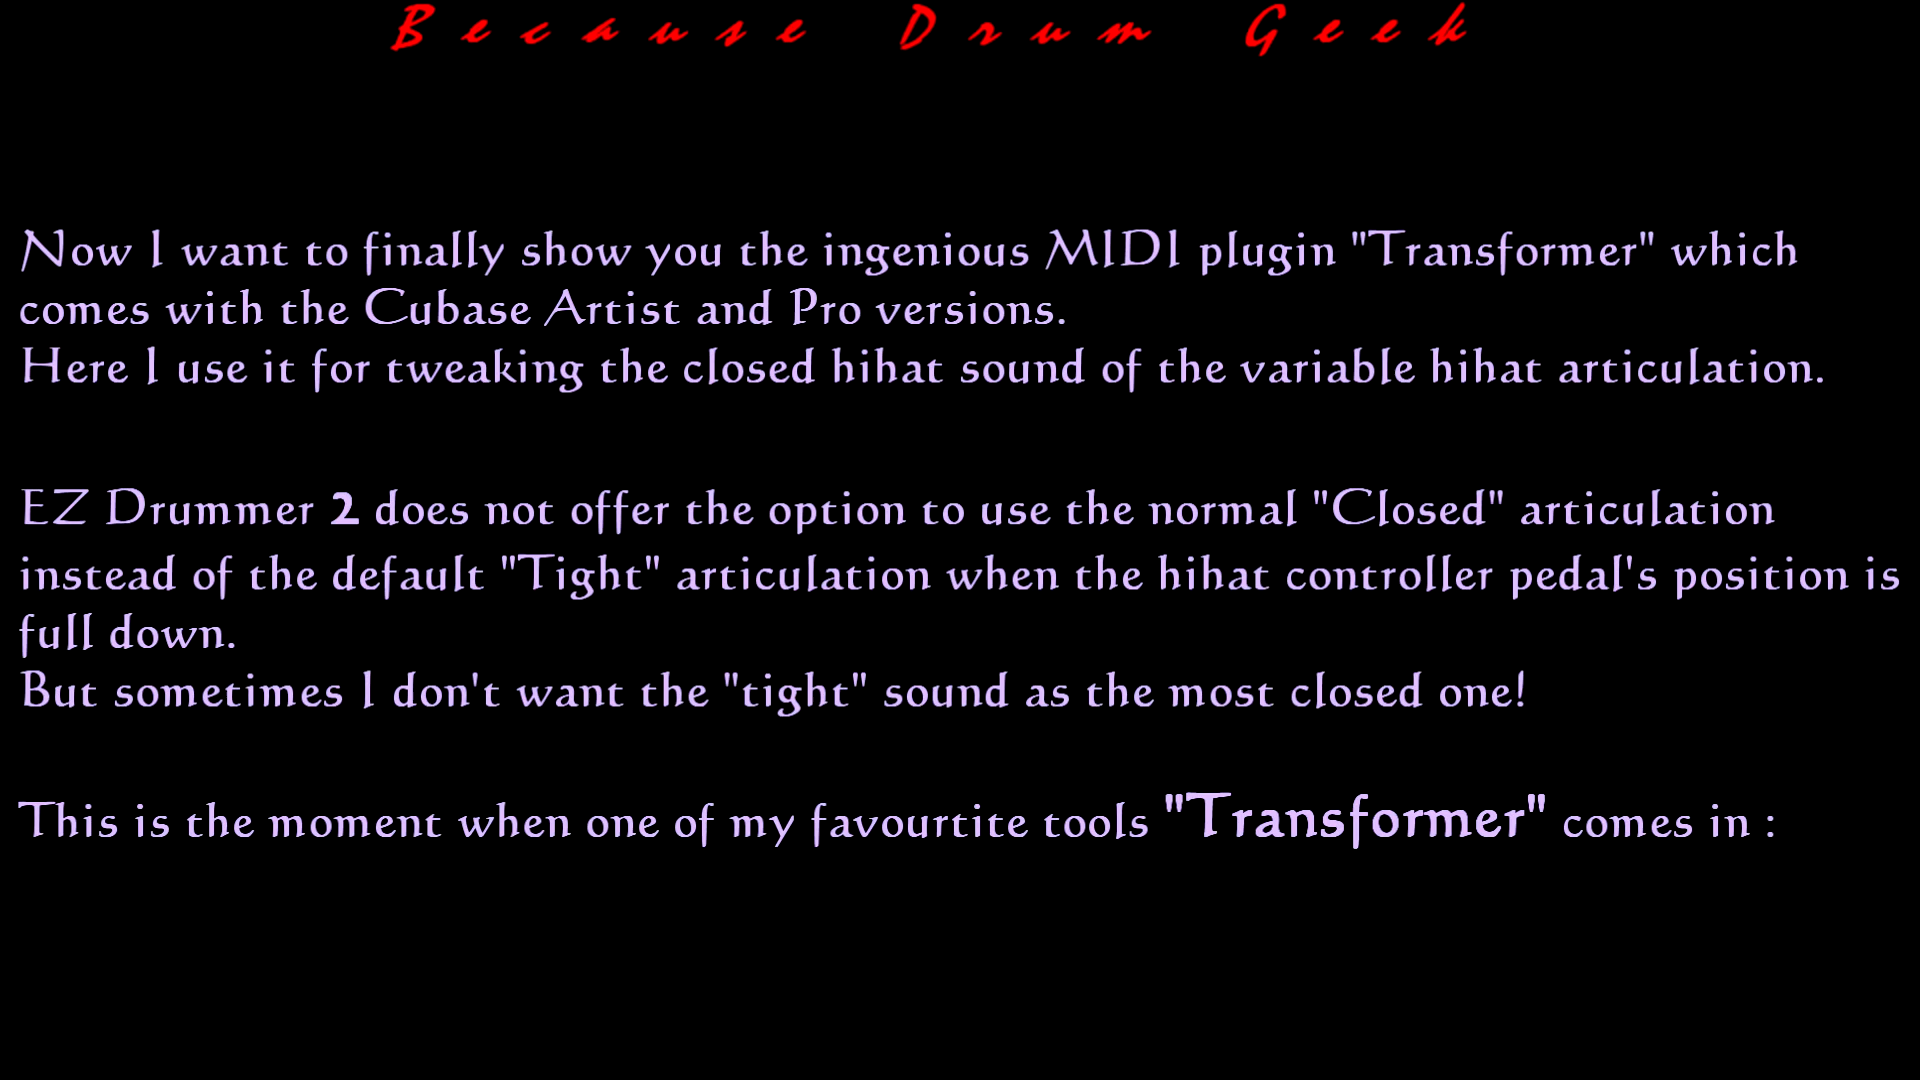 Because Drum Geek
Now I want to finally show you the ingenious MIDI plugin "Transformer" which
comes with the Cubase Artist and Pro versions.
Here I use it for tweaking the closed hihat sound of the variable hihat articulation.
EZ Drummer 2 does not offer the option to use the normal "Closed" articulation
instead of the default "Tight" articulation when the hihat controller pedal's position is
full down.
But sometimes I don't want the "tight" sound as the most closed one!
This is the moment when one of my favourtite tools "Transformer" comes in :